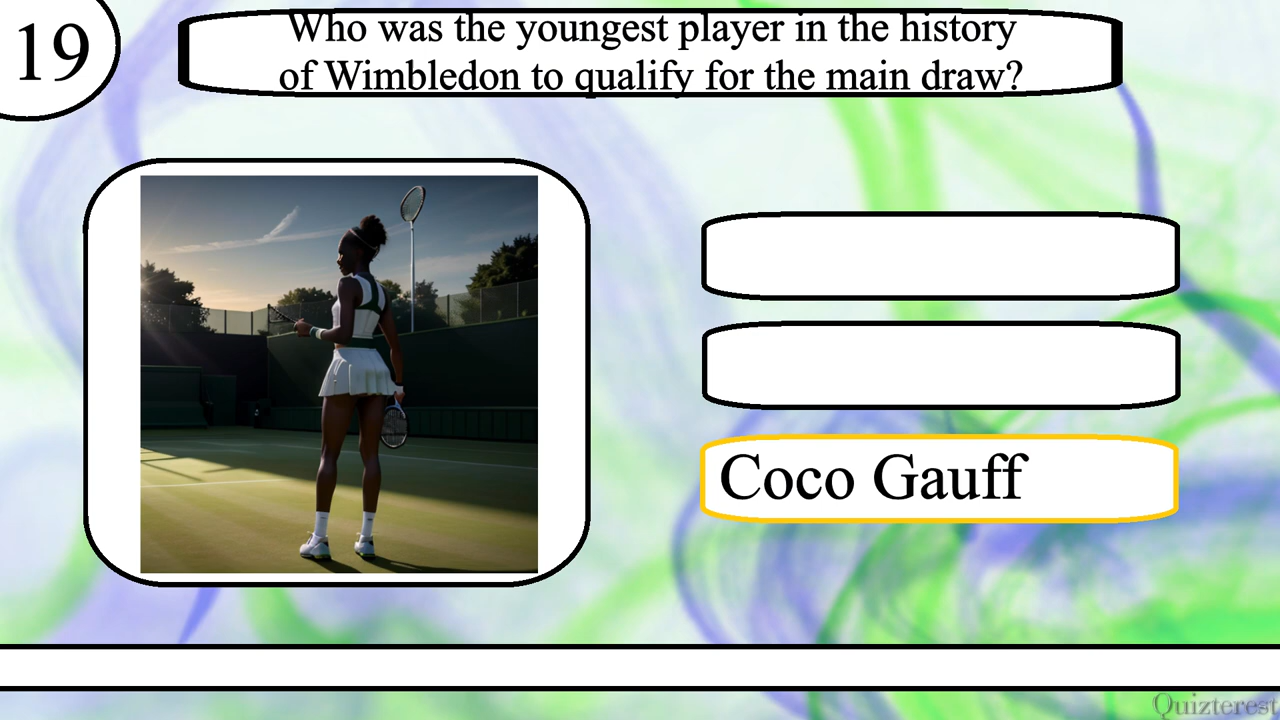 19
Who was the youngest player in the history
of Wimbledon to qualify for the main draw?
Coco Gauff
Quizterest